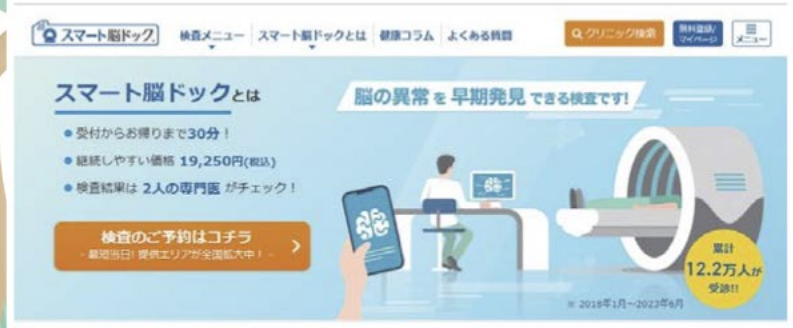 スマート脳ドック 検査メニュー スマート脳ドックとは 健康コラム よくある質問 クリニック検索 無料登録/
マイページ メニュー
スマート脳ドックとは
脳の異常を早期発見できる検査です!
● 受付からお帰りまで30分!
● 継続しやすい価格 19,250円(税込)
● 検査結果は 2人の専門医 がチェック!
検査のご予約はコチラ
- 最短当日! 提供エリアが全国拡大中! -
累計
12.2万人が
受診!!
※ 2018年1月～2023年6月